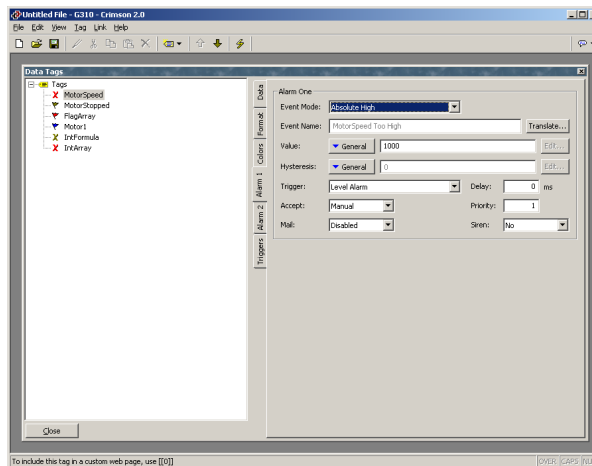 Untitled File - G310 - Crimson 2.0
File Edit View Tag Link Help
Data Tags
Tags
MotorSpeed
MotorStopped
FlagArray
Motor1
IntFormula
IntArray
Data
Format
Colors
Alarm 1
Alarm 2
Triggers
Alarm One
Event Mode: Absolute High
Event Name: MotorSpeed Too High Translate...
Value: General 1000 Edit...
Hysteresis: General 0 Edit...
Trigger: Level Alarm Delay: 0 ms
Accept: Manual Priority: 1
Mail: Disabled Siren: No
Close
To include this tag in a custom web page, use [[0]] OVER CAPS NU